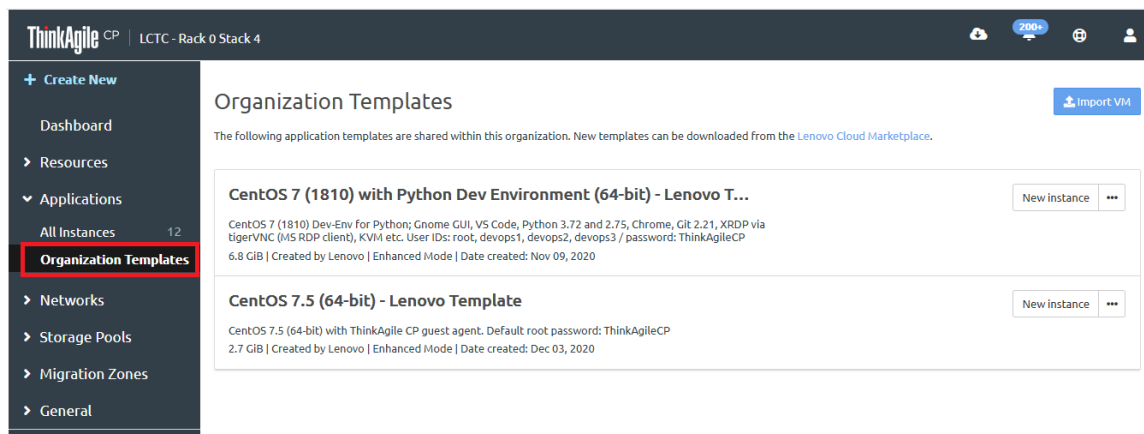 ThinkAgile CP | LCTC - Rack 0 Stack 4
200+
+ Create New
Dashboard
Resources
Applications
All Instances 12
Organization Templates
Networks
Storage Pools
Migration Zones
General
Organization Templates
Import VM
The following application templates are shared within this organization. New templates can be downloaded from the Lenovo Cloud Marketplace.
CentOS 7 (1810) with Python Dev Environment (64-bit) - Lenovo T...
New instance
CentOS 7 (1810) Dev-Env for Python; Gnome GUI, VS Code, Python 3.72 and 2.75, Chrome, Git 2.21, XRDP via
tigerVNC (MS RDP client), KVM etc. User IDs: root, devops1, devops2, devops3 / password: ThinkAgileCP
6.8 GiB | Created by Lenovo | Enhanced Mode | Date created: Nov 09, 2020
CentOS 7.5 (64-bit) - Lenovo Template
New instance
CentOS 7.5 (64-bit) with ThinkAgile CP guest agent. Default root password: ThinkAgileCP
2.7 GiB | Created by Lenovo | Enhanced Mode | Date created: Dec 03, 2020